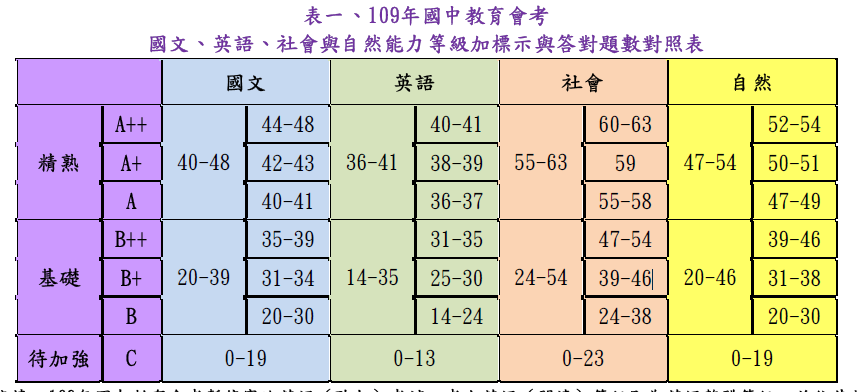 表一、109年國中教育會考
國文、英語、社會與自然能力等級加標示與答對題數對照表
國文 英語 社會 自然
精熟 A++ 40-48 44-48 36-41 40-41 55-63 60-63 47-54 52-54
A+ 42-43 38-39 59 50-51
A 40-41 36-37 55-58 47-49
基礎 B++ 20-39 35-39 14-35 31-35 24-54 47-54 20-46 39-46
B+ 31-34 25-30 39-46 31-38
B 20-30 14-24 24-38 20-30
待加強 C 0-19 0-13 0-23 0-19